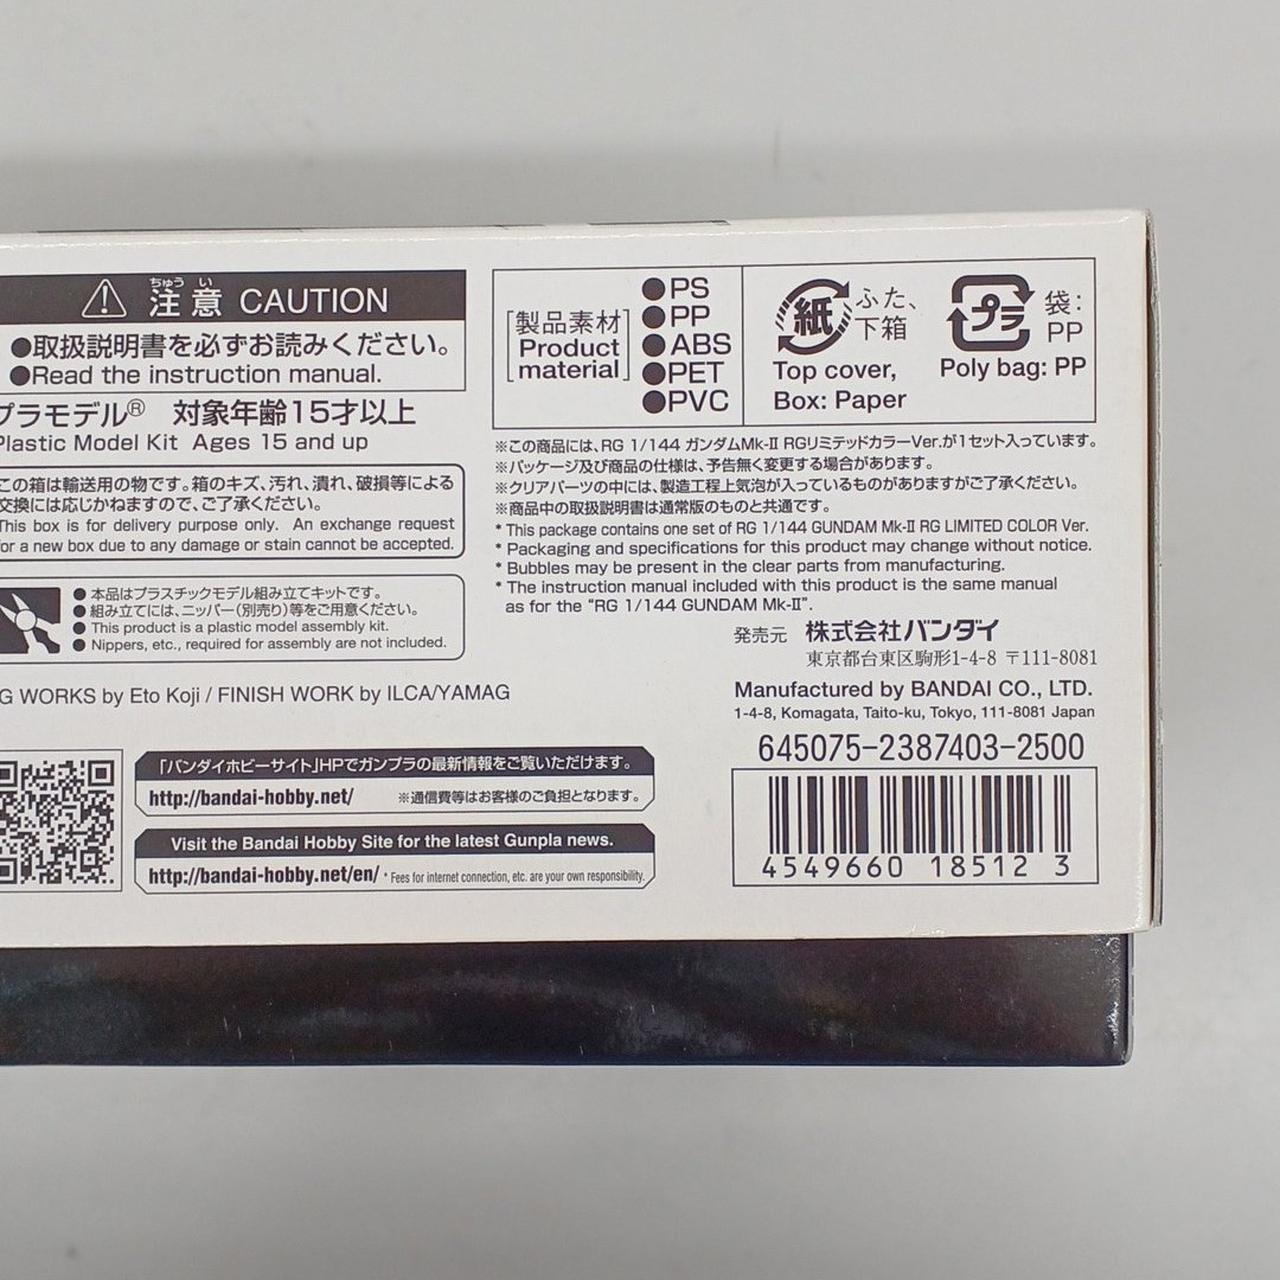 ちゅう い
注意 CAUTION
●取扱説明書を必ずお読みください。
●Read the instruction manual.
プラモデル® 対象年齢15才以上
Plastic Model Kit Ages 15 and up
この箱は輸送用の物です。箱のキズ、汚れ、潰れ、破損等による
交換には応じかねますので、ご了承ください。
This box is for delivery purpose only. An exchange request
for a new box due to any damage or stain cannot be accepted.
● 本品はプラスチックモデル組み立てキットです。
● 組み立てには、ニッパー(別売り)等をご用意ください。
● This product is a plastic model assembly kit.
● Nippers, etc., required for assembly are not included.
G WORKS by Eto Koji / FINISH WORK by ILCA/YAMAG
「バンダイホビーサイト」HPでガンプラの最新情報をご覧いただけます。
http://bandai-hobby.net/ ※通信費等はお客様のご負担となります。
Visit the Bandai Hobby Site for the latest Gunpla news.
http://bandai-hobby.net/en/ * Fees for internet connection, etc. are your own responsibility.
[製品素材
Product
material]
●PS
●PP
●ABS
●PET
●PVC
紙 ふた、
下箱
Top cover,
Box: Paper
プラ 袋:
PP
Poly bag: PP
※この商品には、RG 1/144 ガンダムMk-II RGリミテッドカラーVer.が1セット入っています。
※パッケージ及び商品の仕様は、予告無く変更する場合があります。
※クリアパーツの中には、製造工程上気泡が入っているものがありますがご了承ください。
※商品中の取扱説明書は通常版のものと共通です。
* This package contains one set of RG 1/144 GUNDAM Mk-II RG LIMITED COLOR Ver.
* Packaging and specifications for this product may change without notice.
* Bubbles may be present in the clear parts from manufacturing.
* The instruction manual included with this product is the same manual
as for the "RG 1/144 GUNDAM Mk-II".
発売元 株式会社バンダイ
東京都台東区駒形1-4-8 〒111-8081
Manufactured by BANDAI CO., LTD.
1-4-8, Komagata, Taito-ku, Tokyo, 111-8081 Japan
645075-2387403-2500
4549660 18512 3